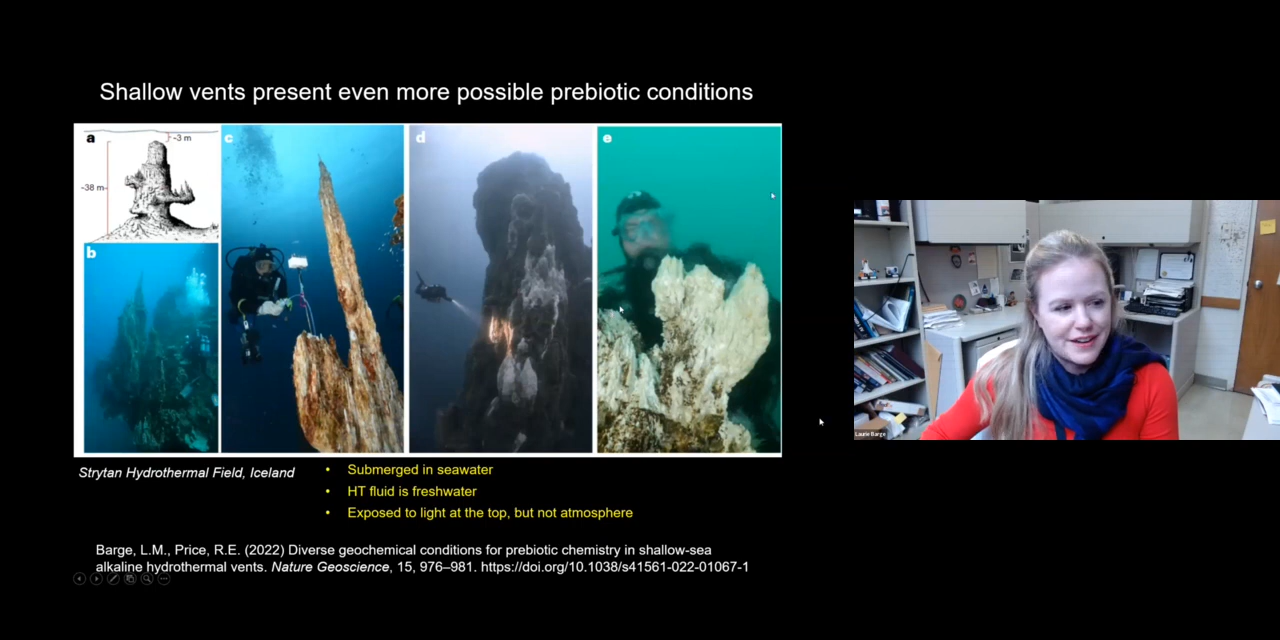 Shallow vents present even more possible prebiotic conditions
a
~3 m
~38 m
b
c
d
e
Strytan Hydrothermal Field, Iceland
• Submerged in seawater
• HT fluid is freshwater
• Exposed to light at the top, but not atmosphere
Barge, L.M., Price, R.E. (2022) Diverse geochemical conditions for prebiotic chemistry in shallow-sea
alkaline hydrothermal vents. Nature Geoscience, 15, 976–981. https://doi.org/10.1038/s41561-022-01067-1
Laurie Barge